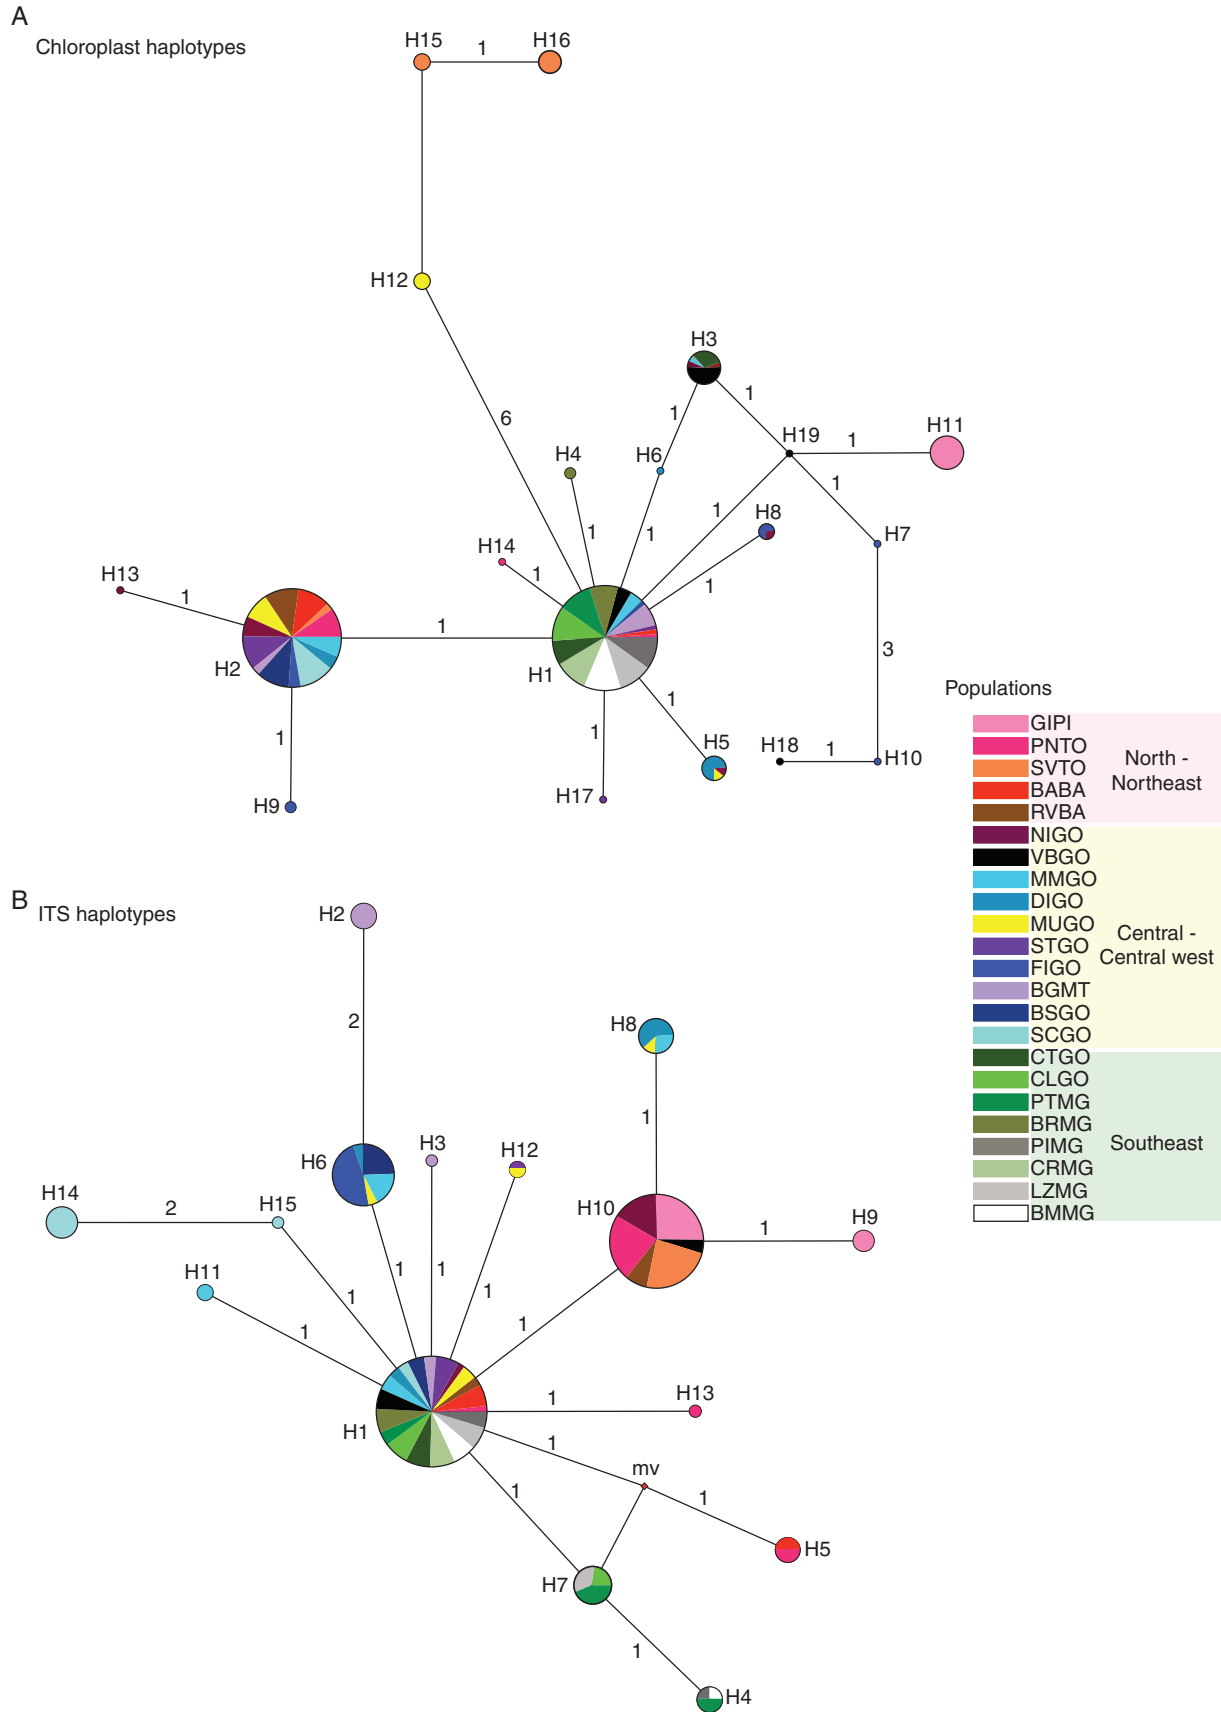 A
Chloroplast haplotypes
H15
1
H16
H12
6
H3
1
1
H19
1
H11
H4
H6
1
1
H8
H7
1
1
H14
1
1
H13
1
1
3
H2
H1
1
1
H5
H18
1
H10
1
H9
H17
Populations
GIPI
PNTO
SVTO
BABA
RVBA
North -
Northeast
NIGO
VBGO
MMGO
DIGO
MUGO
STGO
FIGO
BGMT
BSGO
SCGO
Central -
Central west
CTGO
CLGO
PTMG
BRMG
PIMG
CRMG
LZMG
BMMG
Southeast
B
ITS haplotypes
H2
2
H8
1
H3
H12
H6
H14
2
H15
H10
1
H9
H11
1
1
1
1
1
1
H13
1
H1
1
mv
1
1
H5
H7
1
H4